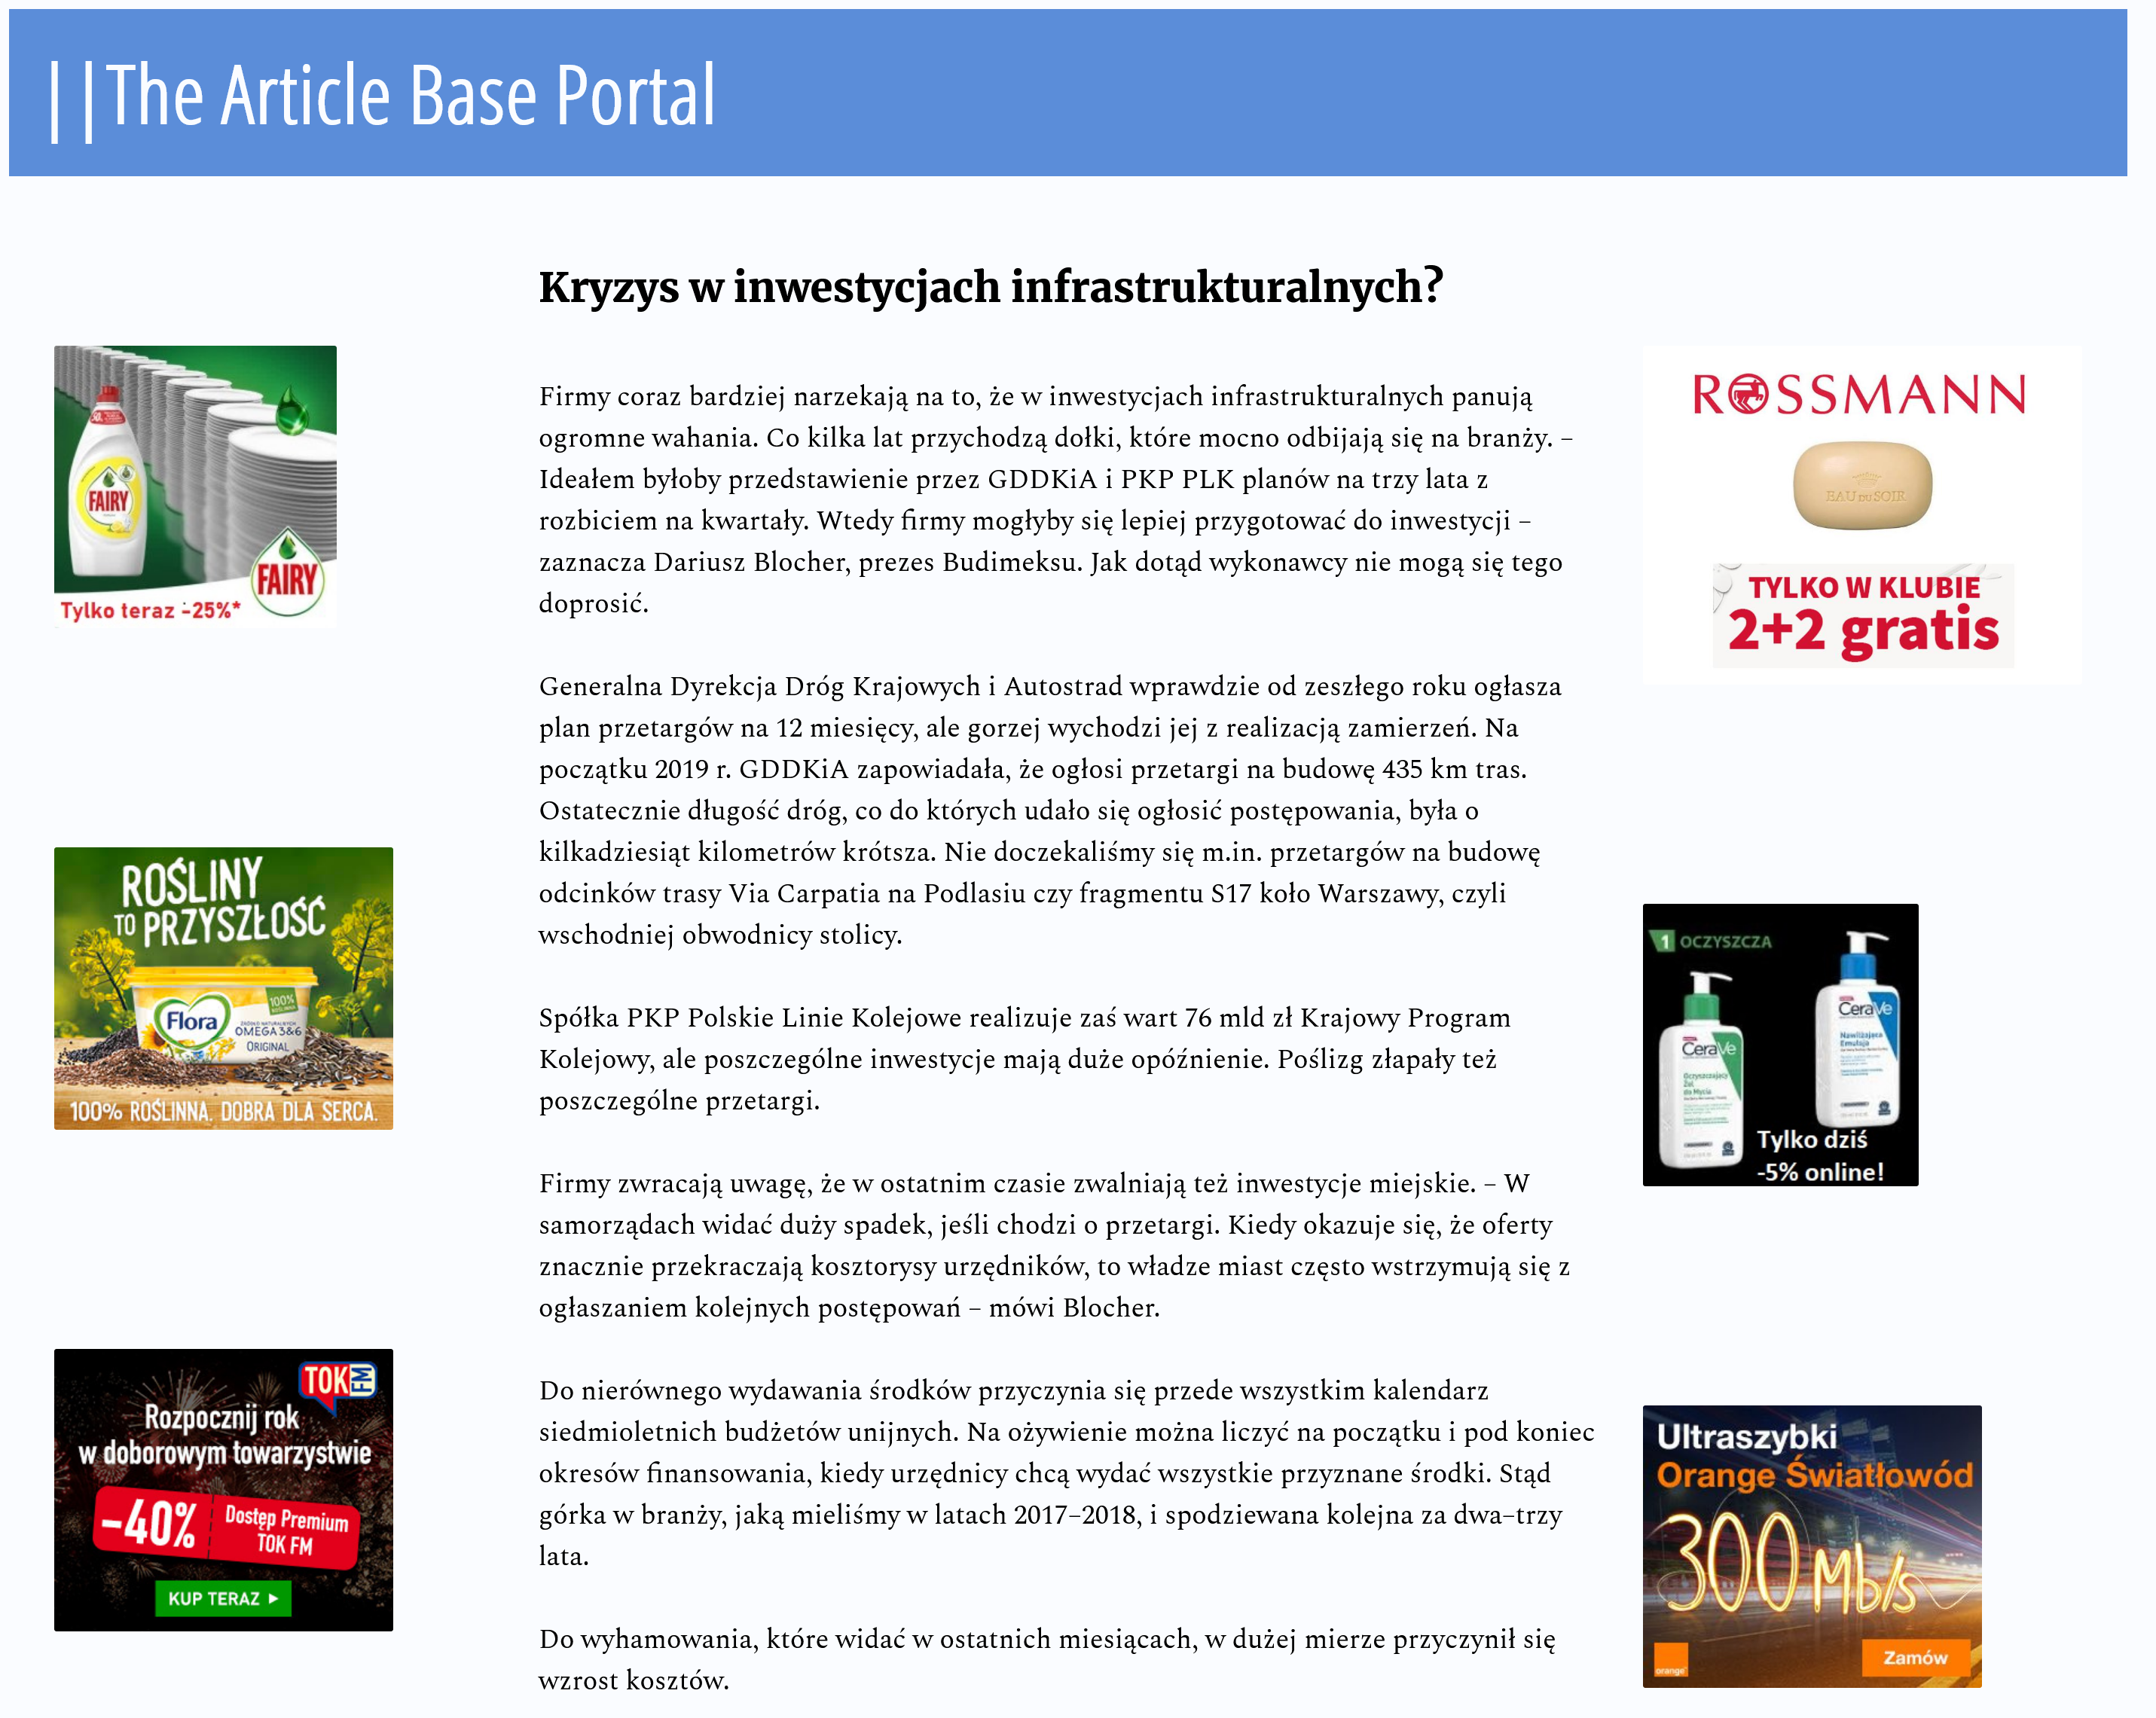 ||The Article Base Portal
Kryzys w inwestycjach infrastrukturalnych?
Firmy coraz bardziej narzekają na to, że w inwestycjach infrastrukturalnych panują
ogromne wahania. Co kilka lat przychodzą dołki, które mocno odbijają się na branży. –
Ideałem byłoby przedstawienie przez GDDKiA i PKP PLK planów na trzy lata z
rozbiciem na kwartały. Wtedy firmy mogłyby się lepiej przygotować do inwestycji –
zaznacza Dariusz Blocher, prezes Budimeksu. Jak dotąd wykonawcy nie mogą się tego
doprosić.
Generalna Dyrekcja Dróg Krajowych i Autostrad wprawdzie od zeszłego roku ogłasza
plan przetargów na 12 miesięcy, ale gorzej wychodzi jej z realizacją zamierzeń. Na
początku 2019 r. GDDKiA zapowiadała, że ogłosi przetargi na budowę 435 km tras.
Ostatecznie długość dróg, co do których udało się ogłosić postępowania, była o
kilkadziesiąt kilometrów krótsza. Nie doczekaliśmy się m.in. przetargów na budowę
odcinków trasy Via Carpatia na Podlasiu czy fragmentu S17 koło Warszawy, czyli
wschodniej obwodnicy stolicy.
Spółka PKP Polskie Linie Kolejowe realizuje zaś wart 76 mld zł Krajowy Program
Kolejowy, ale poszczególne inwestycje mają duże opóźnienie. Poślizg złapały też
poszczególne przetargi.
Firmy zwracają uwagę, że w ostatnim czasie zwalniają też inwestycje miejskie. – W
samorządach widać duży spadek, jeśli chodzi o przetargi. Kiedy okazuje się, że oferty
znacznie przekraczają kosztorysy urzędników, to władze miast często wstrzymują się z
ogłaszaniem kolejnych postępowań – mówi Blocher.
Do nierównego wydawania środków przyczynia się przede wszystkim kalendarz
siedmioletnich budżetów unijnych. Na ożywienie można liczyć na początku i pod koniec
okresów finansowania, kiedy urzędnicy chcą wydać wszystkie przyznane środki. Stąd
górka w branży, jaką mieliśmy w latach 2017–2018, i spodziewana kolejna za dwa–trzy
lata.
Do wyhamowania, które widać w ostatnich miesiącach, w dużej mierze przyczynił się
wzrost kosztów.
FAIRY
FAIRY
Tylko teraz -25%*
ROŚLINY
TO PRZYSZŁOŚĆ
Flora
100%
OMEGA 3&6
ORIGINAL
100% ROŚLINNA. DOBRA DLA SERCA.
TOK FM
Rozpocznij rok
w doborowym towarzystwie
-40%
Dostęp Premium
TOK FM
KUP TERAZ
ROSSMANN
EAU DU SOIR
TYLKO W KLUBIE
2+2 gratis
1 OCZYSZCZA
CeraVe
Nawilżająca
Emulsja
CeraVe
Oczyszczający
Żel
do Mycia
Tylko dziś
-5% online!
Ultraszybki
Orange Światłowód
300 Mb/s
orange
Zamów